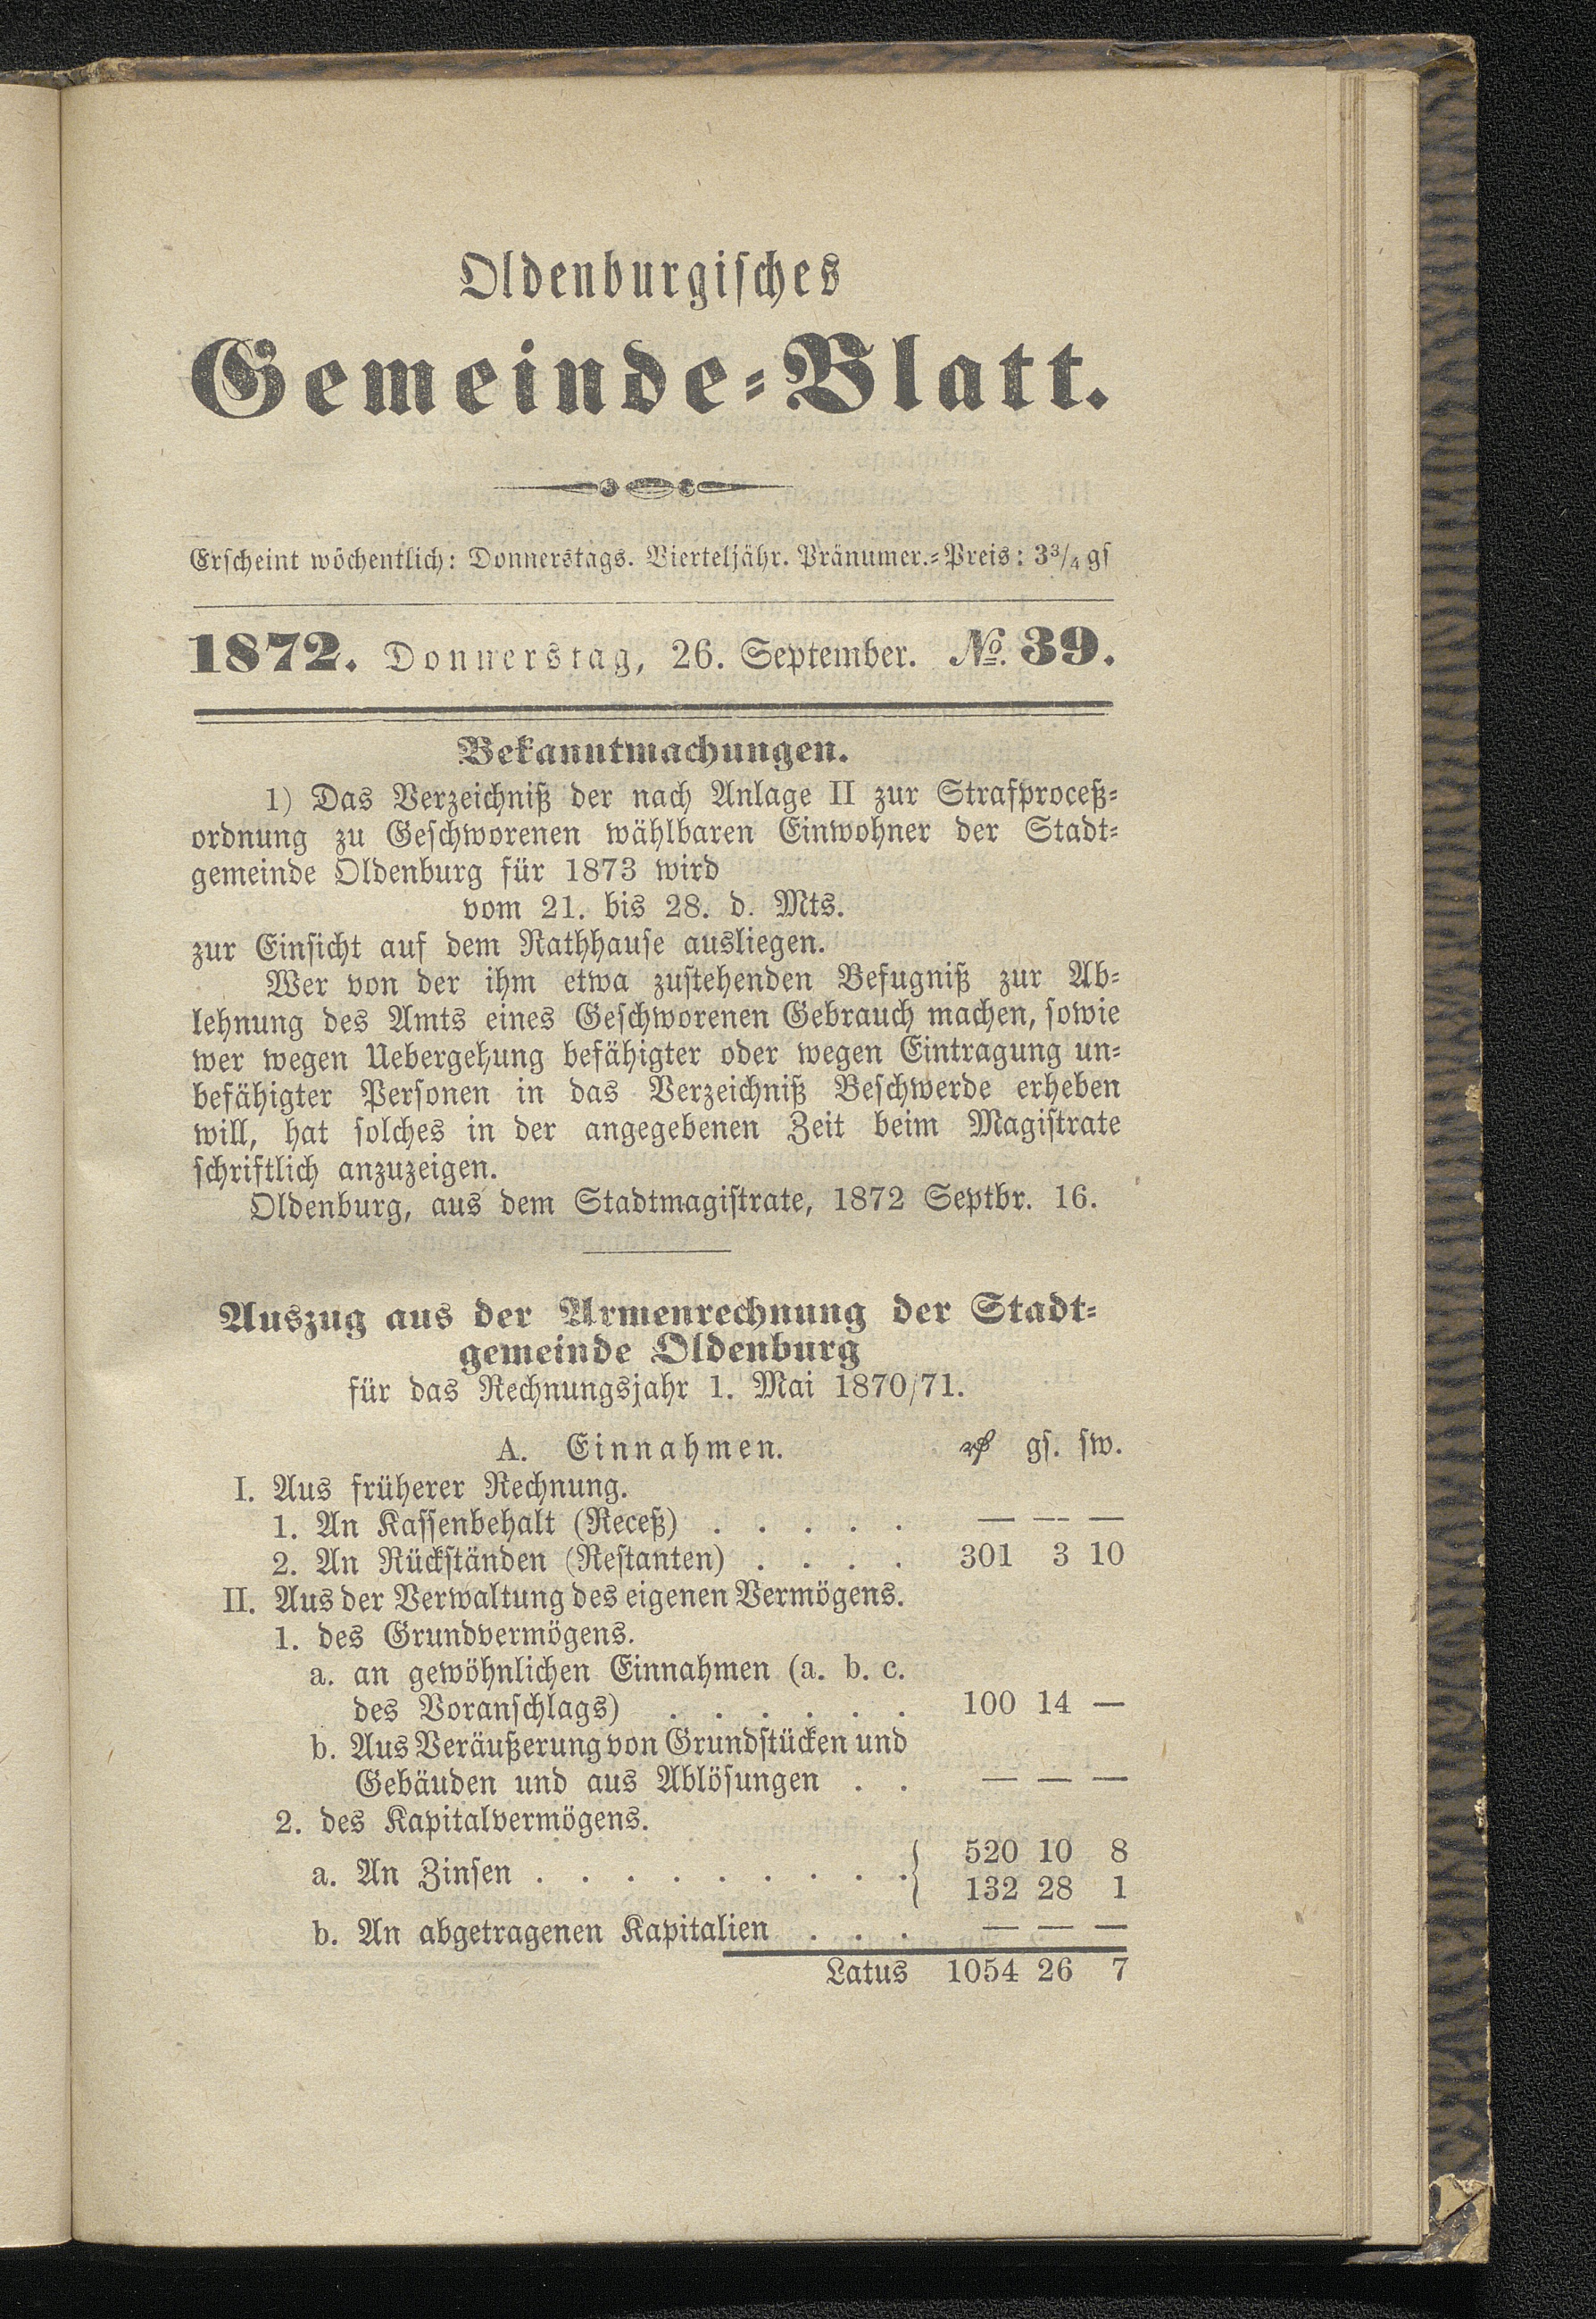 Oldenburgisches
Gemeinde-Blatt.
Erscheint wöchentlich: Donnerstags. Vierteljähr. Pränumer.-Preis: 3¾ gs
1872. Donnerstag, 26. September. No. 39.
Bekanntmachungen.
1) Das Verzeichniß der nach Anlage II zur Strafproceß-
ordnung zu Geschworenen wählbaren Einwohner der Stadt-
gemeinde Oldenburg für 1873 wird
vom 21. bis 28. d. Mts.
zur Einsicht auf dem Rathhause ausliegen.
Wer von der ihm etwa zustehenden Befugniß zur Ab-
lehnung des Amts eines Geschworenen Gebrauch machen, sowie
wer wegen Uebergehung befähigter oder wegen Eintragung un-
befähigter Personen in das Verzeichniß Beschwerde erheben
will, hat solches in der angegebenen Zeit beim Magistrate
schriftlich anzuzeigen.
Oldenburg, aus dem Stadtmagistrate, 1872 Septbr. 16.
Auszug aus der Armenrechnung der Stadt-
gemeinde Oldenburg
für das Rechnungsjahr 1. Mai 1870/71.
A. Einnahmen. ₰ gs. sw.
I. Aus früherer Rechnung.
1. An Kassenbehalt (Receß) . . . . . — — —
2. An Rückständen (Restanten) . . . . 301 3 10
II. Aus der Verwaltung des eigenen Vermögens.
1. des Grundvermögens.
a. an gewöhnlichen Einnahmen (a. b. c.
des Voranschlags) . . . . . . 100 14 —
b. Aus Veräußerung von Grundstücken und
Gebäuden und aus Ablösungen . . — — —
2. des Kapitalvermögens.
520 10 8
a. An Zinsen . . . . . . . . . {
132 28 1
b. An abgetragenen Kapitalien . . . — — —
Latus 1054 26 7